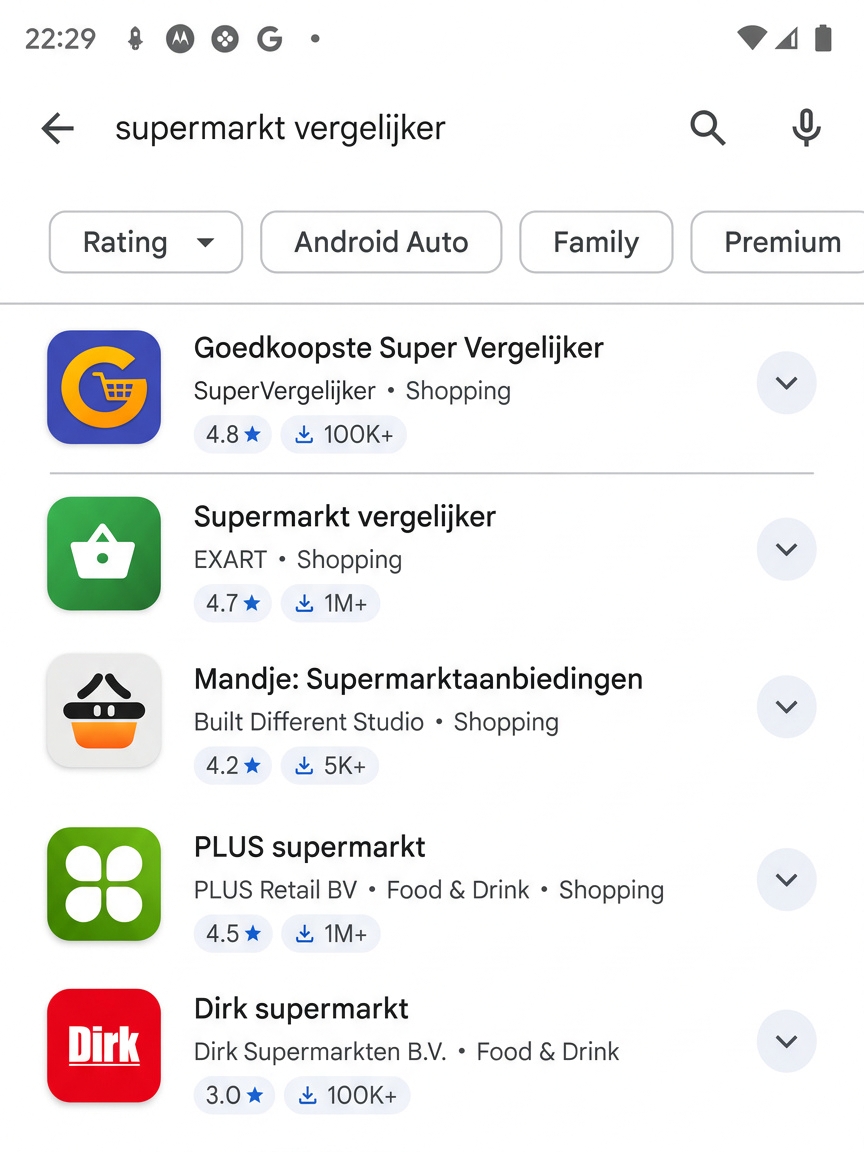 22:29
supermarkt vergelijker
Rating Android Auto Family Premium
Goedkoopste Super Vergelijker
SuperVergelijker • Shopping
4.8★ 100K+
Supermarkt vergelijker
EXART • Shopping
4.7★ 1M+
Mandje: Supermarktaanbiedingen
Built Different Studio • Shopping
4.2★ 5K+
PLUS supermarkt
PLUS Retail BV • Food & Drink • Shopping
4.5★ 1M+
Dirk
Dirk supermarkt
Dirk Supermarkten B.V. • Food & Drink
3.0★ 100K+